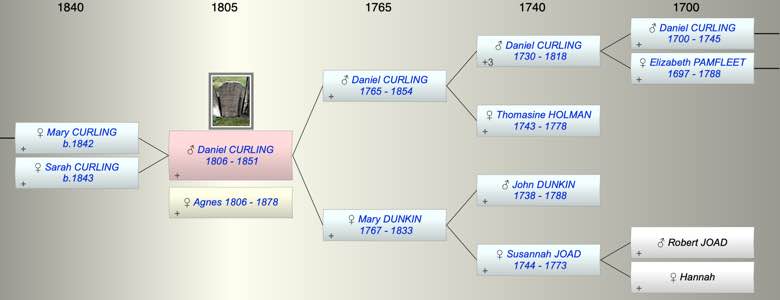 1840
1805
1765
1740
1700
♀ Mary CURLING
b.1842
+
♀ Sarah CURLING
b.1843
+
♂ Daniel CURLING
1806 - 1851
+
♀ Agnes 1806 - 1878
+
♂ Daniel CURLING
1765 - 1854
+
♀ Mary DUNKIN
1767 - 1833
+
♂ Daniel CURLING
1730 - 1818
+3
♀ Thomasine HOLMAN
1743 - 1778
+
♂ John DUNKIN
1738 - 1788
+
♀ Susannah JOAD
1744 - 1773
+
♂ Daniel CURLING
1700 - 1745
+
♀ Elizabeth PAMFLEET
1697 - 1788
+
♂ Robert JOAD
+
♀ Hannah
+